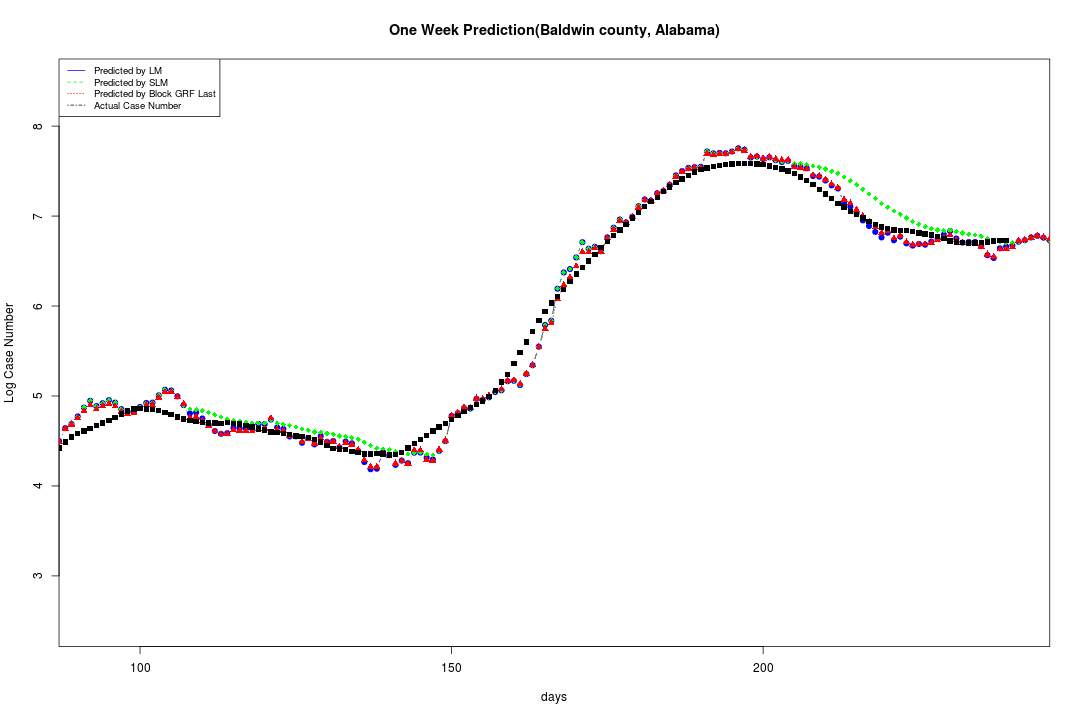 One Week Prediction(Baldwin county, Alabama)
Predicted by LM
Predicted by SLM
Predicted by Block GRF Last
Actual Case Number
Log Case Number
8
7
6
5
4
3
100 150 200
days